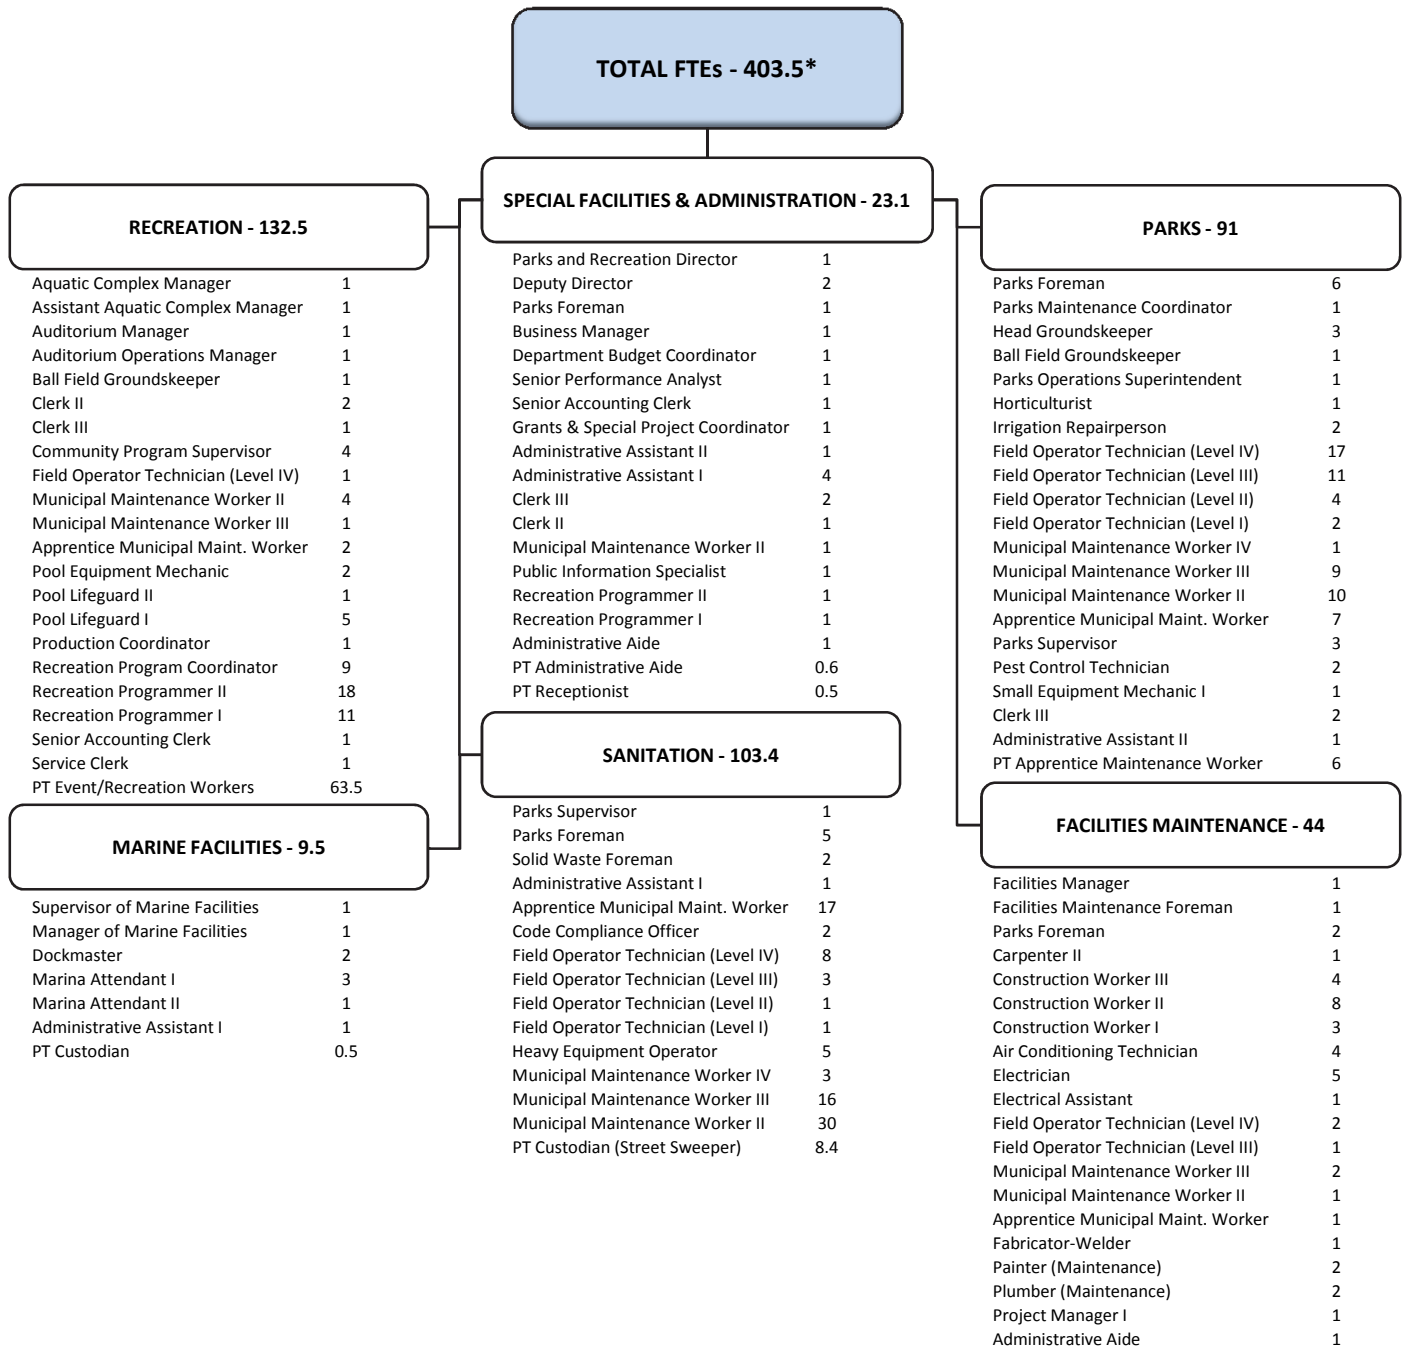 TOTAL FTEs - 403.5*
SPECIAL FACILITIES & ADMINISTRATION - 23.1
Parks and Recreation Director 1
Deputy Director 2
Parks Foreman 1
Business Manager 1
Department Budget Coordinator 1
Senior Performance Analyst 1
Senior Accounting Clerk 1
Grants & Special Project Coordinator 1
Administrative Assistant II 1
Administrative Assistant I 4
Clerk III 2
Clerk II 1
Municipal Maintenance Worker II 1
Public Information Specialist 1
Recreation Programmer II 1
Recreation Programmer I 1
Administrative Aide 1
PT Administrative Aide 0.6
PT Receptionist 0.5
RECREATION - 132.5
Aquatic Complex Manager 1
Assistant Aquatic Complex Manager 1
Auditorium Manager 1
Auditorium Operations Manager 1
Ball Field Groundskeeper 1
Clerk II 2
Clerk III 1
Community Program Supervisor 4
Field Operator Technician (Level IV) 1
Municipal Maintenance Worker II 4
Municipal Maintenance Worker III 1
Apprentice Municipal Maint. Worker 2
Pool Equipment Mechanic 2
Pool Lifeguard II 1
Pool Lifeguard I 5
Production Coordinator 1
Recreation Program Coordinator 9
Recreation Programmer II 18
Recreation Programmer I 11
Senior Accounting Clerk 1
Service Clerk 1
PT Event/Recreation Workers 63.5
MARINE FACILITIES - 9.5
Supervisor of Marine Facilities 1
Manager of Marine Facilities 1
Dockmaster 2
Marina Attendant I 3
Marina Attendant II 1
Administrative Assistant I 1
PT Custodian 0.5
SANITATION - 103.4
Parks Supervisor 1
Parks Foreman 5
Solid Waste Foreman 2
Administrative Assistant I 1
Apprentice Municipal Maint. Worker 17
Code Compliance Officer 2
Field Operator Technician (Level IV) 8
Field Operator Technician (Level III) 3
Field Operator Technician (Level II) 1
Field Operator Technician (Level I) 1
Heavy Equipment Operator 5
Municipal Maintenance Worker IV 3
Municipal Maintenance Worker III 16
Municipal Maintenance Worker II 30
PT Custodian (Street Sweeper) 8.4
PARKS - 91
Parks Foreman 6
Parks Maintenance Coordinator 1
Head Groundskeeper 3
Ball Field Groundskeeper 1
Parks Operations Superintendent 1
Horticulturist 1
Irrigation Repairperson 2
Field Operator Technician (Level IV) 17
Field Operator Technician (Level III) 11
Field Operator Technician (Level II) 4
Field Operator Technician (Level I) 2
Municipal Maintenance Worker IV 1
Municipal Maintenance Worker III 9
Municipal Maintenance Worker II 10
Apprentice Municipal Maint. Worker 7
Parks Supervisor 3
Pest Control Technician 2
Small Equipment Mechanic I 1
Clerk III 2
Administrative Assistant II 1
PT Apprentice Maintenance Worker 6
FACILITIES MAINTENANCE - 44
Facilities Manager 1
Facilities Maintenance Foreman 1
Parks Foreman 2
Carpenter II 1
Construction Worker III 4
Construction Worker II 8
Construction Worker I 3
Air Conditioning Technician 4
Electrician 5
Electrical Assistant 1
Field Operator Technician (Level IV) 2
Field Operator Technician (Level III) 1
Municipal Maintenance Worker III 2
Municipal Maintenance Worker II 1
Apprentice Municipal Maint. Worker 1
Fabricator-Welder 1
Painter (Maintenance) 2
Plumber (Maintenance) 2
Project Manager I 1
Administrative Aide 1